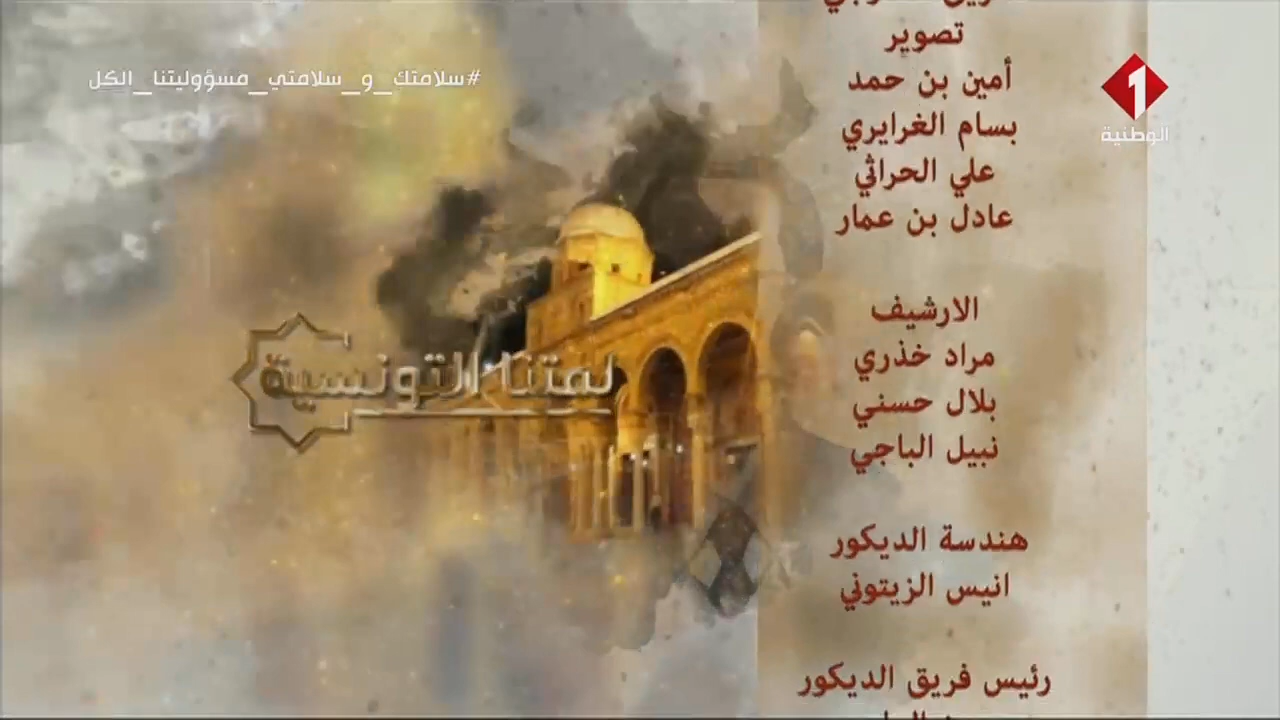 #سلامتك_و_سلامتي_مسؤوليتنا_الكل
1
الوطنية
لمتنا التونسية
تصوير
أمين بن حمد
بسام الغرايري
علي الحراثي
عادل بن عمار
الارشيف
مراد خذري
بلال حسني
نبيل الباجي
هندسة الديكور
انيس الزيتوني
رئيس فريق الديكور